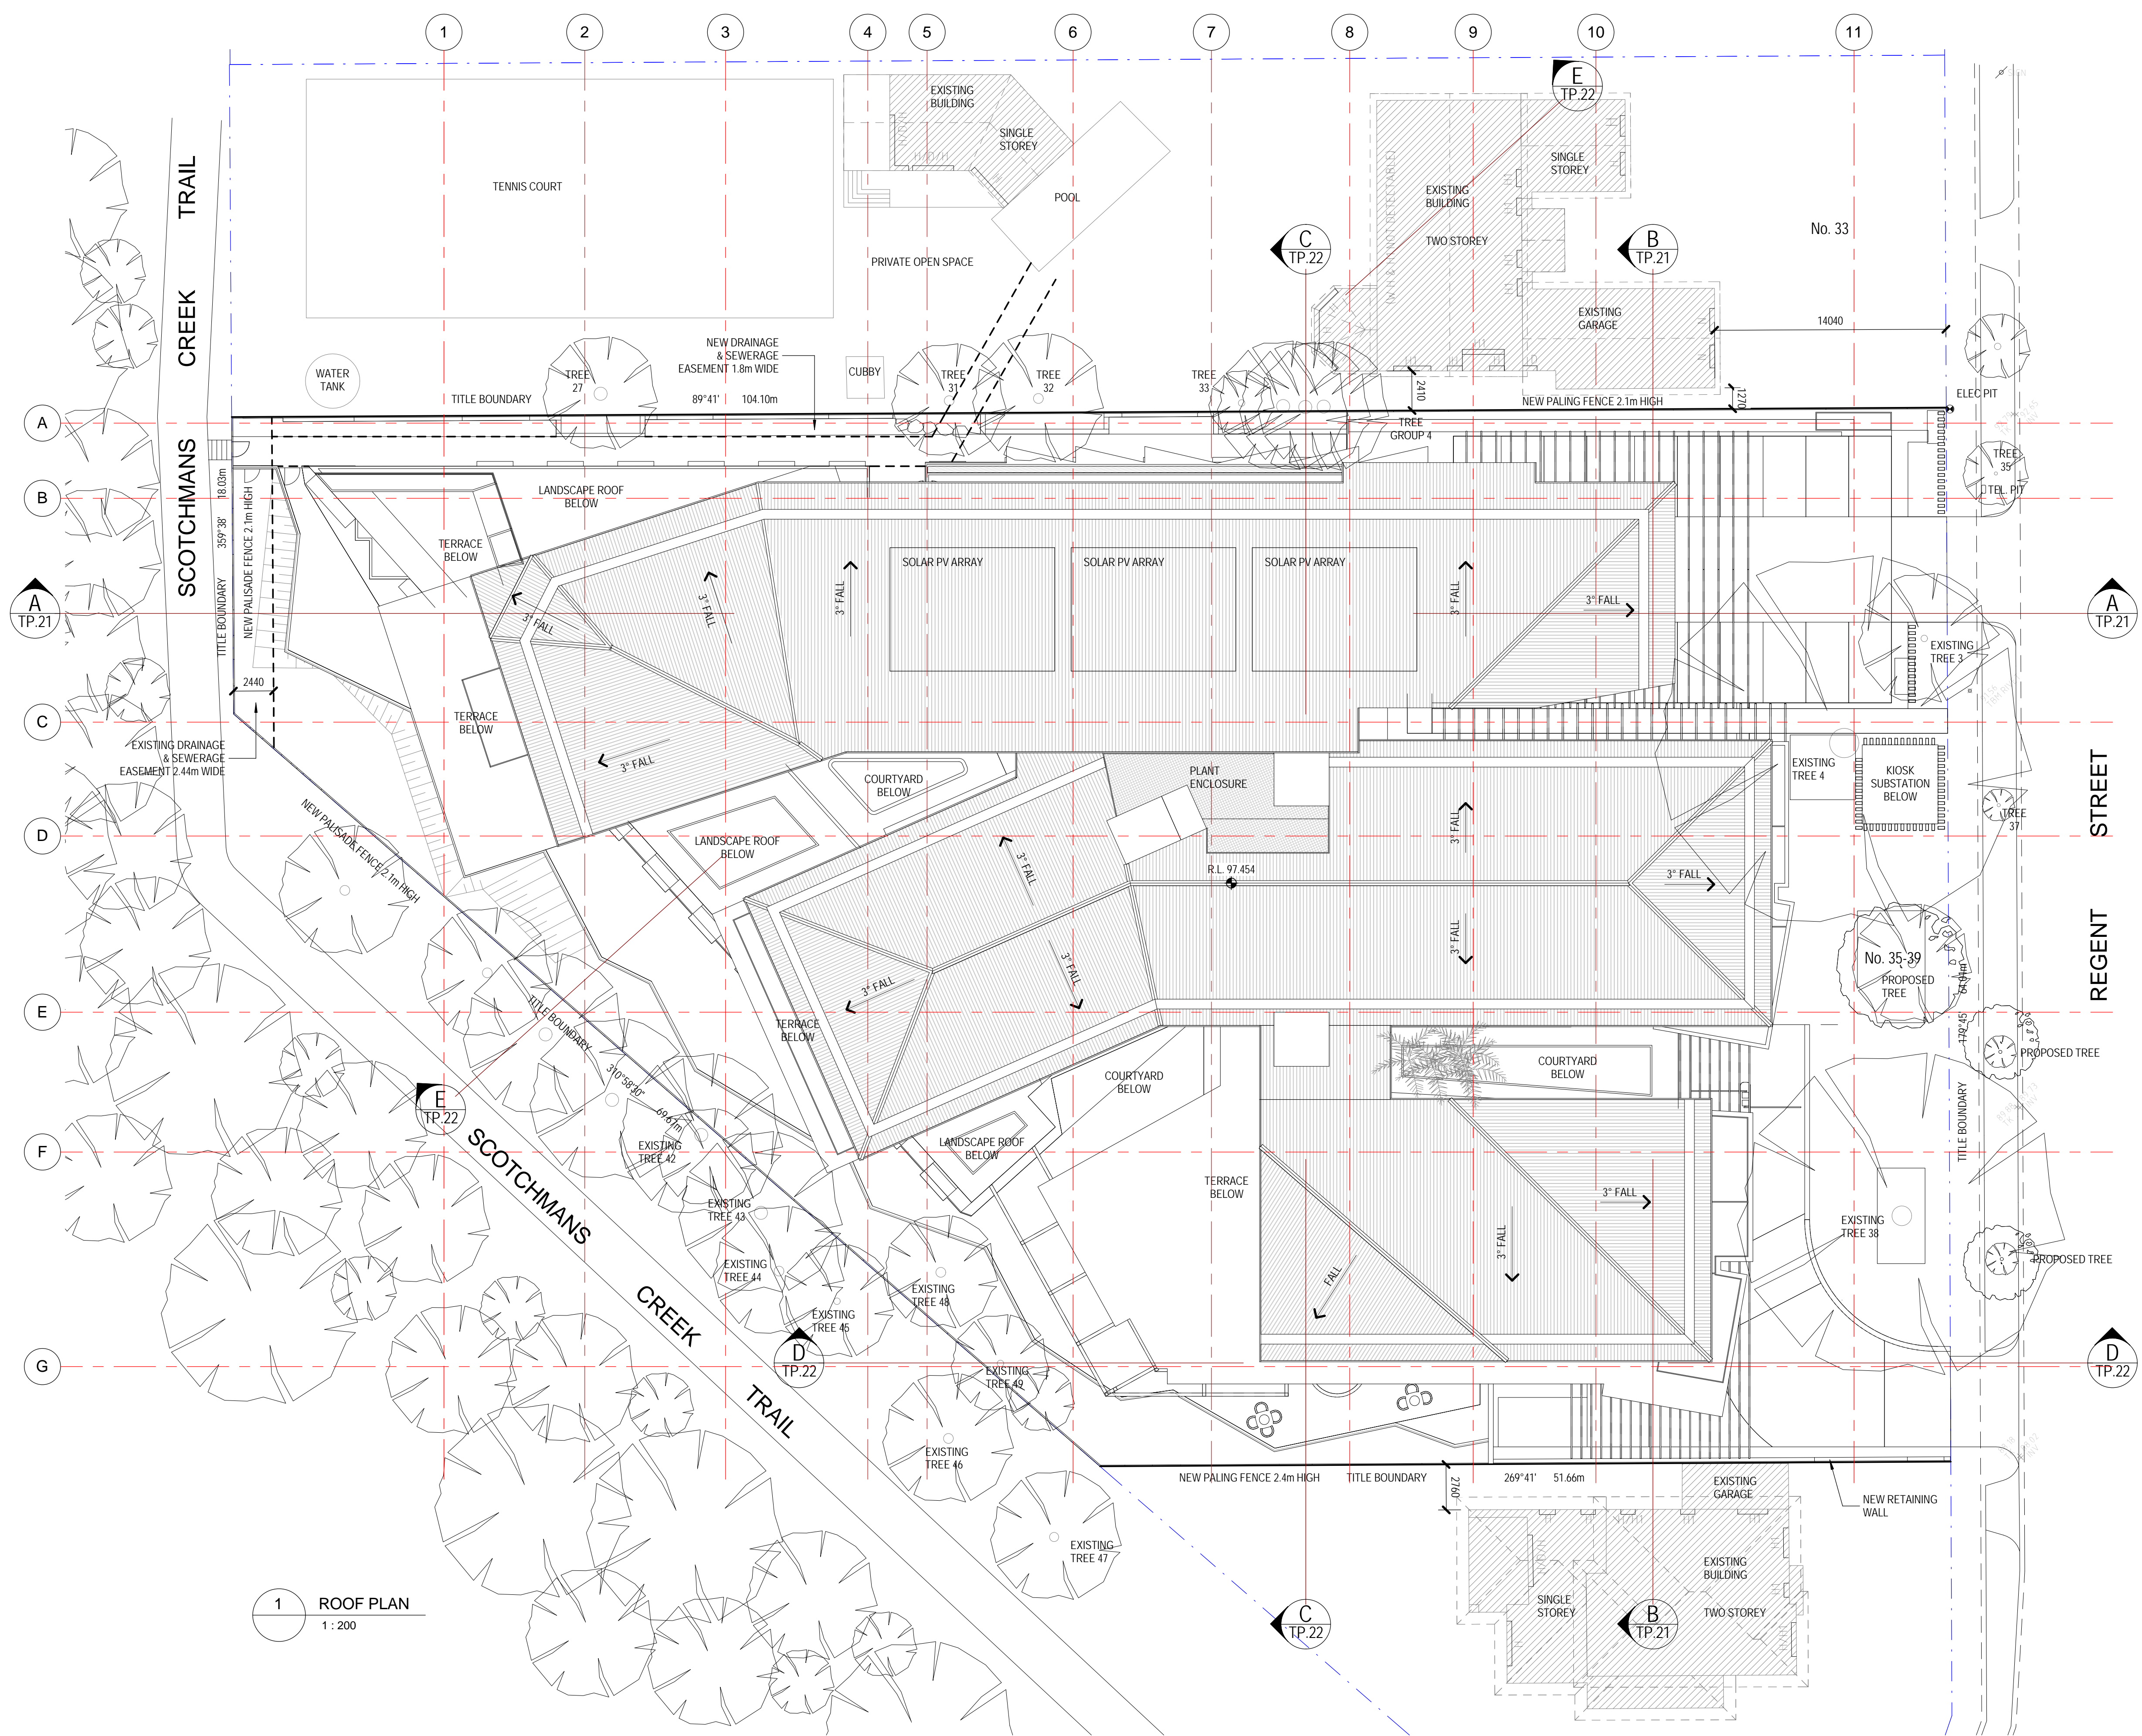 1
2
3
4
5
6
7
8
9
10
11
E
TP.22
EXISTING
BUILDING
SINGLE
STOREY
H/D/H
H/D/H
POOL
TENNIS COURT
PRIVATE OPEN SPACE
SINGLE
STOREY
EXISTING
BUILDING
TWO STOREY
(W H & H NOT DETECTABLE)
No. 33
C
TP.22
B
TP.21
EXISTING
GARAGE
14040
SCOTCHMANS CREEK TRAIL
WATER
TANK
TREE
27
NEW DRAINAGE
& SEWERAGE
EASEMENT 1.8m WIDE
CUBBY
TREE
31
TREE
32
TREE
33
TITLE BOUNDARY
89°41'
104.10m
2410
NEW PALING FENCE 2.1m HIGH
1270
ELEC PIT
TREE
GROUP 4
TREE
35
TEL. PIT
A
B
C
D
E
F
G
TITLE BOUNDARY
359°38'
18.03m
NEW PALISADE FENCE 2.1m HIGH
LANDSCAPE ROOF
BELOW
TERRACE
BELOW
SOLAR PV ARRAY
SOLAR PV ARRAY
SOLAR PV ARRAY
3° FALL
3° FALL
3° FALL
3° FALL
3° FALL
A
TP.21
A
TP.21
EXISTING
TREE 3
2440
TERRACE
BELOW
EXISTING DRAINAGE
& SEWERAGE
EASEMENT 2.44m WIDE
3° FALL
COURTYARD
BELOW
PLANT
ENCLOSURE
EXISTING
TREE 4
KIOSK
SUBSTATION
BELOW
TREE
37
REGENT STREET
NEW PALISADE FENCE 2.1m HIGH
LANDSCAPE ROOF
BELOW
3° FALL
R.L. 97.454
3° FALL
3° FALL
3° FALL
3° FALL
3° FALL
No. 35-39
PROPOSED
TREE
TITLE BOUNDARY
310°58'30"
69.67m
TERRACE
BELOW
179°45'
TITLE BOUNDARY
PROPOSED TREE
COURTYARD
BELOW
COURTYARD
BELOW
E
TP.22
SCOTCHMANS CREEK TRAIL
EXISTING
TREE 42
LANDSCAPE ROOF
BELOW
TERRACE
BELOW
3° FALL
3° FALL
FALL
EXISTING
TREE 38
PROPOSED TREE
EXISTING
TREE 43
EXISTING
TREE 44
EXISTING
TREE 45
EXISTING
TREE 48
D
TP.22
EXISTING
TREE 49
D
TP.22
EXISTING
TREE 46
EXISTING
TREE 47
NEW PALING FENCE 2.4m HIGH
TITLE BOUNDARY
269°41'
51.66m
2760
EXISTING
GARAGE
NEW RETAINING
WALL
EXISTING
BUILDING
SINGLE
STOREY
TWO STOREY
C
TP.22
B
TP.21
1
ROOF PLAN
1 : 200